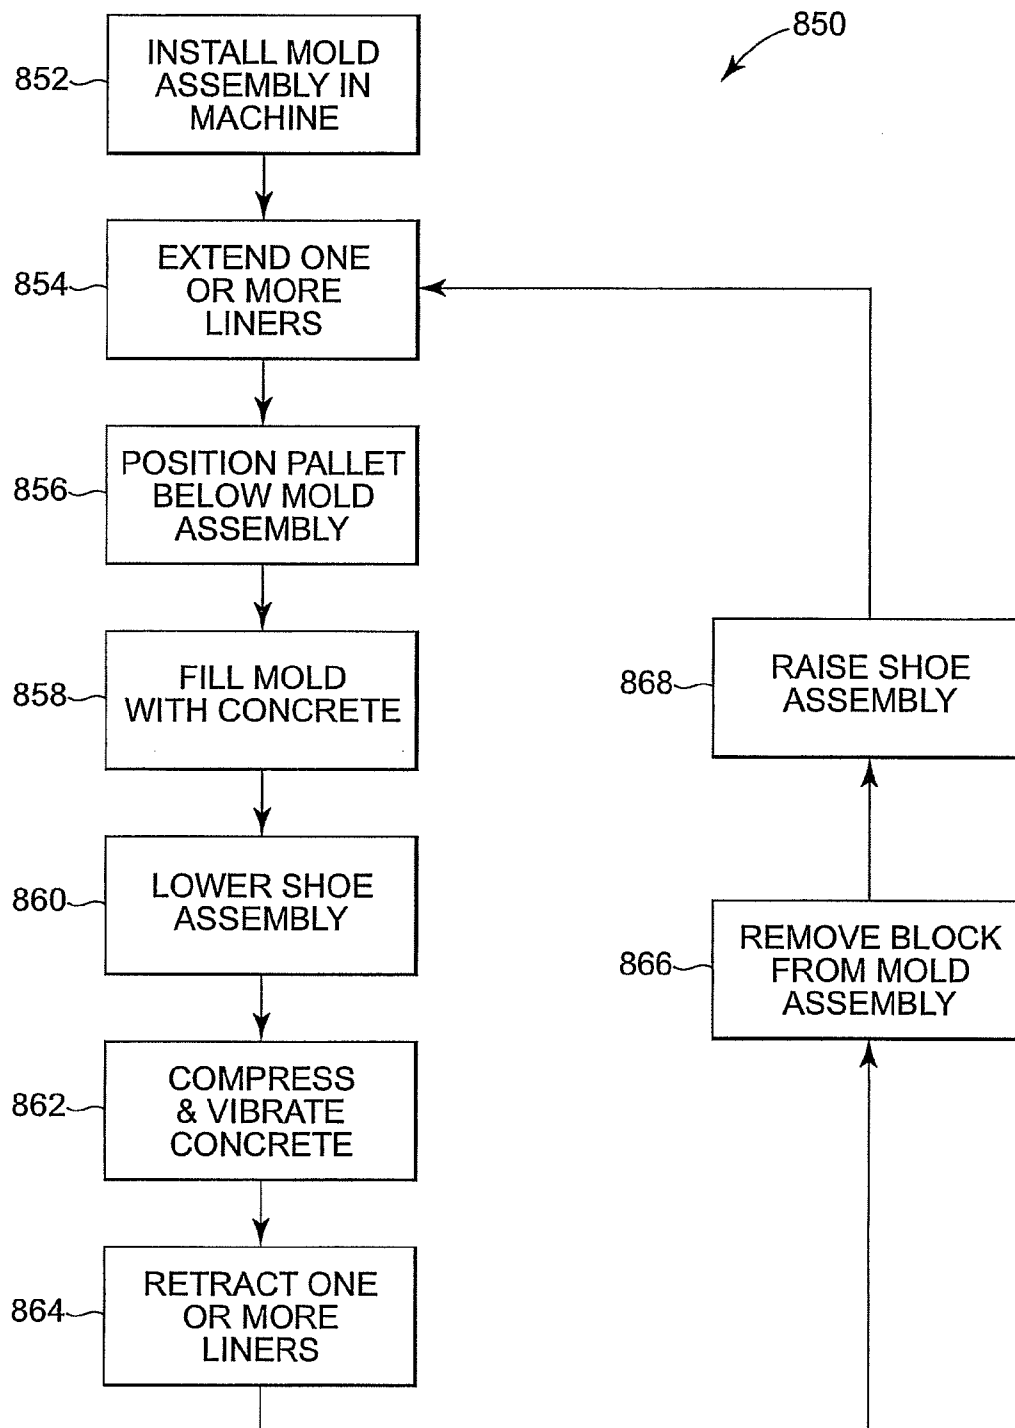 850
852
INSTALL MOLD
ASSEMBLY IN
MACHINE
854
EXTEND ONE
OR MORE
LINERS
856
POSITION PALLET
BELOW MOLD
ASSEMBLY
858
FILL MOLD
WITH CONCRETE
860
LOWER SHOE
ASSEMBLY
862
COMPRESS
& VIBRATE
CONCRETE
864
RETRACT ONE
OR MORE
LINERS
866
REMOVE BLOCK
FROM MOLD
ASSEMBLY
868
RAISE SHOE
ASSEMBLY